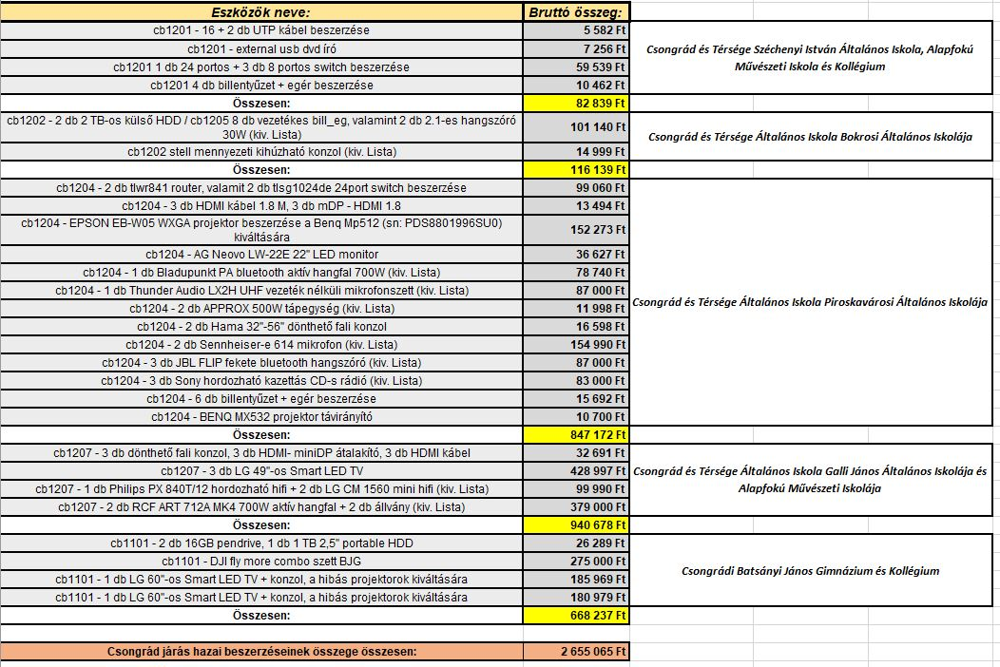 Eszközök neve: Bruttó összeg:
cb1201 - 16 + 2 db UTP kábel beszerzése 5 582 Ft
cb1201 - external usb dvd író 7 256 Ft
Csongrád és Térsége Széchenyi István Általános Iskola, Alapfokú
Művészeti Iskola és Kollégium
cb1201 1 db 24 portos + 3 db 8 portos switch beszerzése 59 539 Ft
cb1201 4 db billentyűzet + egér beszerzése 10 462 Ft
Összesen: 82 839 Ft
cb1202 - 2 db 2 TB-os külső HDD / cb1205 8 db vezetékes bill_eg, valamint 2 db 2.1-es hangszóró
30W (kiv. Lista) 101 140 Ft
Csongrád és Térsége Általános Iskola Bokrosi Általános Iskolája
cb1202 stell mennyezeti kihúzható konzol (kiv. Lista) 14 999 Ft
Összesen: 116 139 Ft
cb1204 - 2 db tlwr841 router, valamit 2 db tlsg1024de 24port switch beszerzése 99 060 Ft
cb1204 - 3 db HDMI kábel 1.8 M, 3 db mDP - HDMI 1.8 13 494 Ft
cb1204 - EPSON EB-W05 WXGA projektor beszerzése a Benq Mp512 (sn: PDS8801996SU0)
kiváltására 152 273 Ft
cb1204 - AG Neovo LW-22E 22" LED monitor 36 627 Ft
cb1204 - 1 db Bladupunkt PA bluetooth aktív hangfal 700W (kiv. Lista) 78 740 Ft
cb1204 - 1 db Thunder Audio LX2H UHF vezeték nélküli mikrofonszett (kiv. Lista) 87 000 Ft
Csongrád és Térsége Általános Iskola Piroskavárosi Általános Iskolája
cb1204 - 2 db APPROX 500W tápegység (kiv. Lista) 11 998 Ft
cb1204 - 2 db Hama 32"-56" dönthető fali konzol 16 598 Ft
cb1204 - 2 db Sennheiser-e 614 mikrofon (kiv. Lista) 154 990 Ft
cb1204 - 3 db JBL FLIP fekete bluetooth hangszóró (kiv. Lista) 87 000 Ft
cb1204 - 3 db Sony hordozható kazettás CD-s rádió (kiv. Lista) 83 000 Ft
cb1204 - 6 db billentyűzet + egér beszerzése 15 692 Ft
cb1204 - BENQ MX532 projektor távirányító 10 700 Ft
Összesen: 847 172 Ft
cb1207 - 3 db dönthető fali konzol, 3 db HDMI- miniDP átalakító, 3 db HDMI kábel 32 691 Ft
cb1207 - 3 db LG 49"-os Smart LED TV 428 997 Ft
Csongrád és Térsége Általános Iskola Galli János Általános Iskolája és
Alapfokú Művészeti Iskolája
cb1207 - 1 db Philips PX 840T/12 hordozható hifi + 2 db LG CM 1560 mini hifi (kiv. Lista) 99 990 Ft
cb1207 - 2 db RCF ART 712A MK4 700W aktív hangfal + 2 db állvány (kiv. Lista) 379 000 Ft
Összesen: 940 678 Ft
cb1101 - 2 db 16GB pendrive, 1 db 1 TB 2,5" portable HDD 26 289 Ft
cb1101 - DJI fly more combo szett BJG 275 000 Ft
Csongrádi Batsányi János Gimnázium és Kollégium
cb1101 - 1 db LG 60"-os Smart LED TV + konzol, a hibás projektorok kiváltására 185 969 Ft
cb1101 - 1 db LG 60"-os Smart LED TV + konzol, a hibás projektorok kiváltására 180 979 Ft
Összesen: 668 237 Ft
Csongrád járás hazai beszerzéseinek összege összesen: 2 655 065 Ft